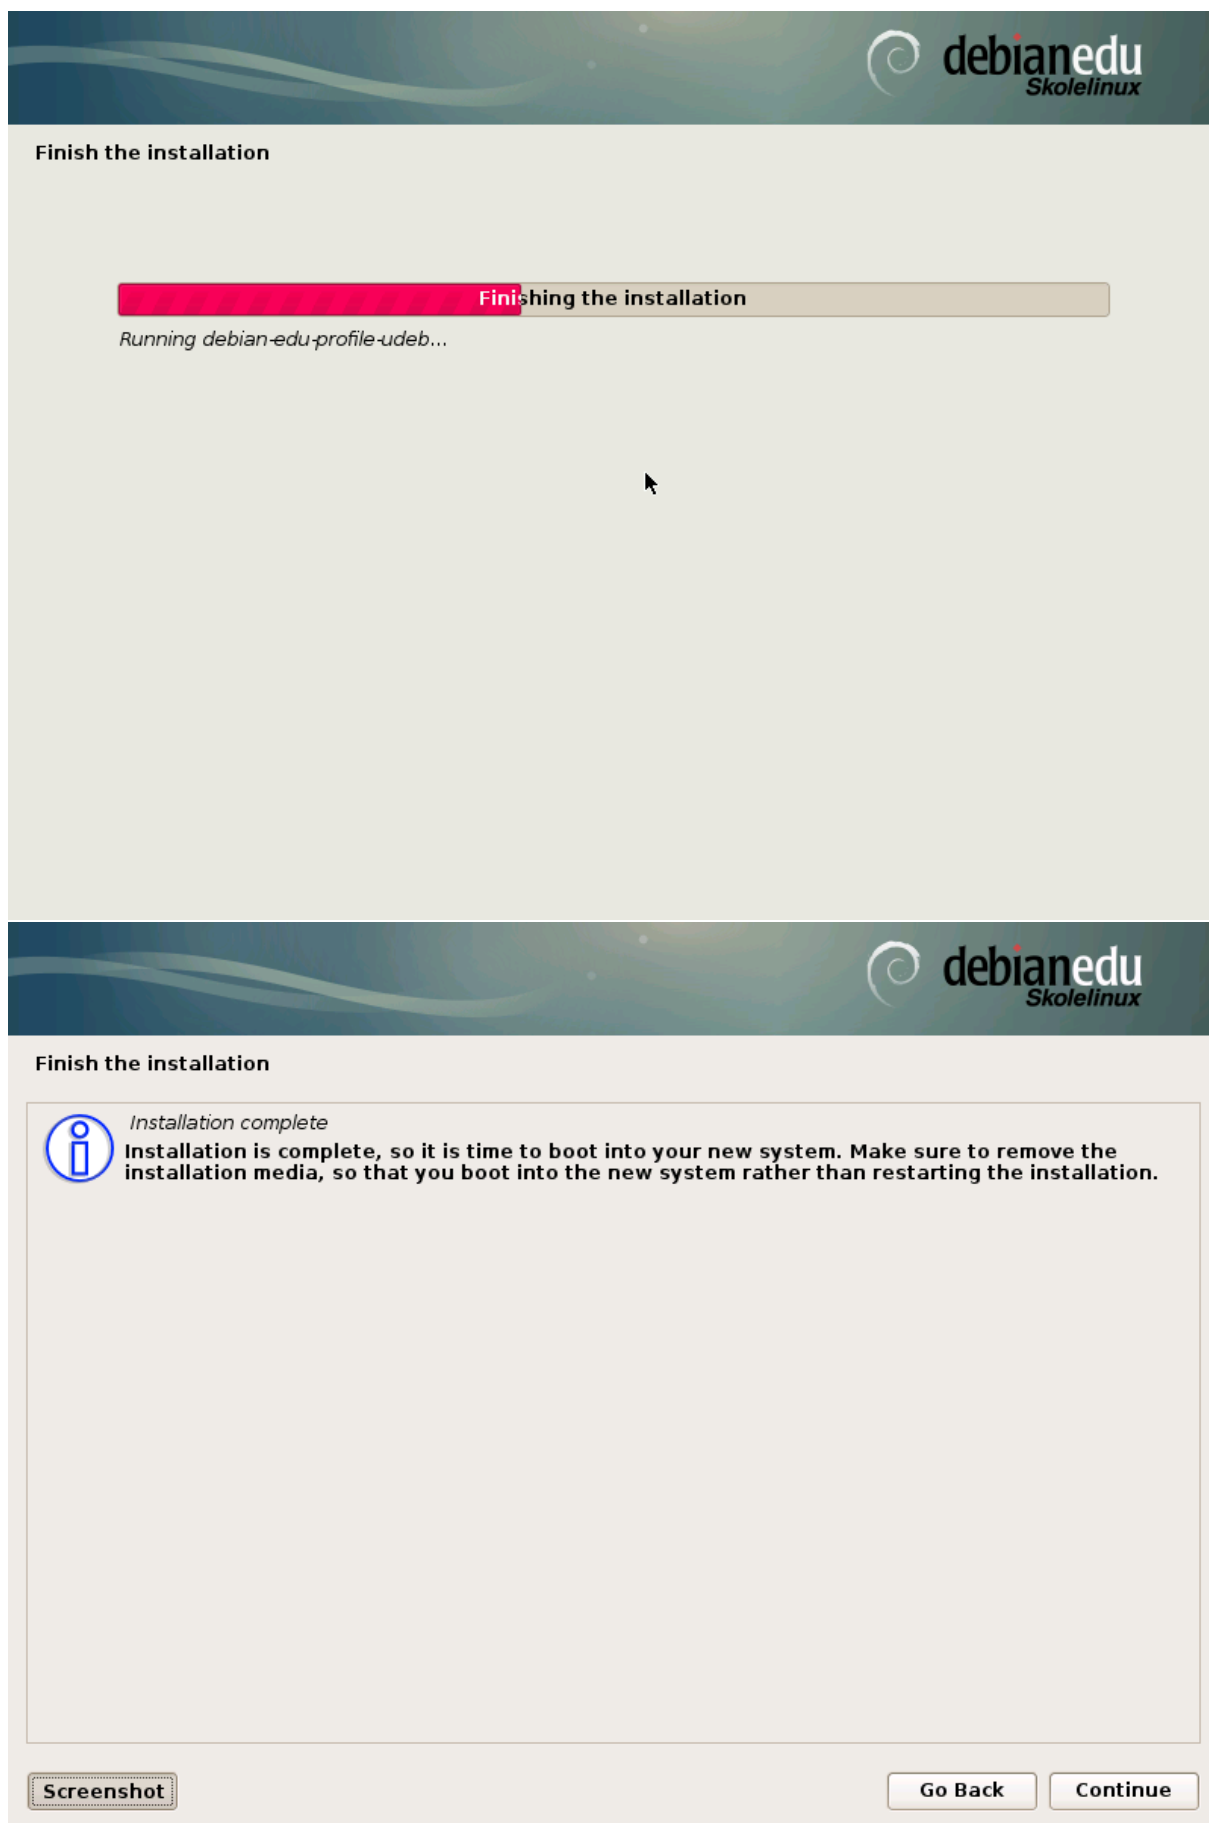 debianedu
Skolelinux
Finish the installation
Finishing the installation
Running debian-edu-profile-udeb...
debianedu
Skolelinux
Finish the installation
Installation complete
Installation is complete, so it is time to boot into your new system. Make sure to remove the
installation media, so that you boot into the new system rather than restarting the installation.
Screenshot
Go Back
Continue